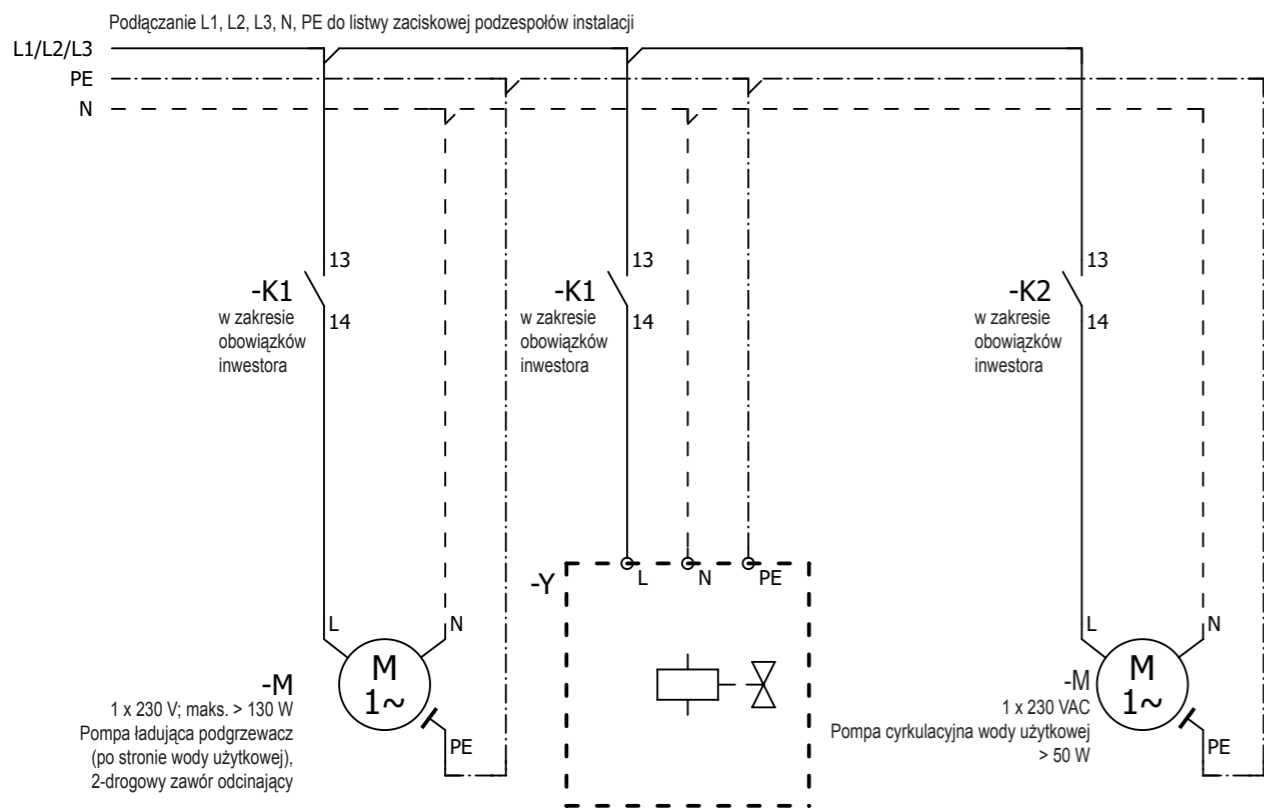 Podłączanie L1, L2, L3, N, PE do listwy zaciskowej podzespołów instalacji
L1/L2/L3
PE
N
13
-K1
14
w zakresie
obowiązków
inwestora
13
-K1
14
w zakresie
obowiązków
inwestora
13
-K2
14
w zakresie
obowiązków
inwestora
-Y
L
N
PE
L
N
M
1~
PE
-M
1 x 230 V; maks. > 130 W
Pompa ładująca podgrzewacz
(po stronie wody użytkowej),
2-drogowy zawór odcinający
L
N
M
1~
PE
-M
1 x 230 VAC
Pompa cyrkulacyjna wody użytkowej
> 50 W